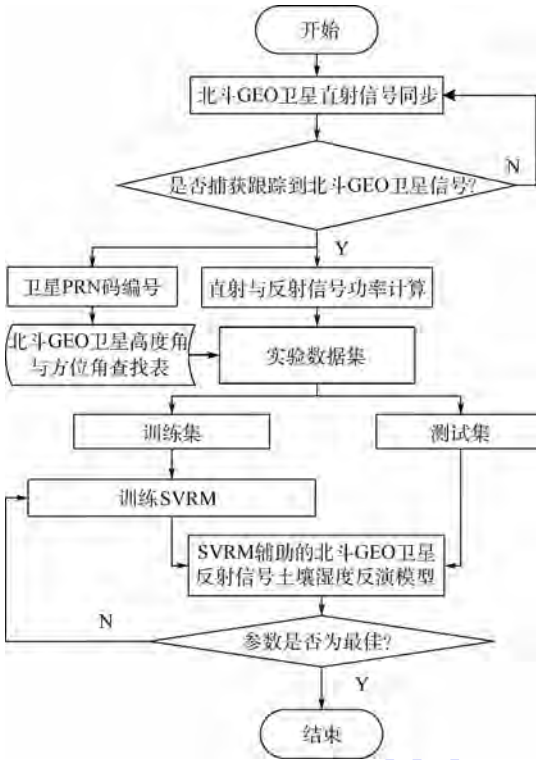 开始
北斗GEO卫星直射信号同步
N
是否捕获跟踪到北斗GEO卫星信号?
Y
卫星PRN码编号
直射与反射信号功率计算
北斗GEO卫星高度角
与方位角查找表
实验数据集
训练集
测试集
训练SVRM
SVRM辅助的北斗GEO卫星
反射信号土壤湿度反演模型
N
参数是否为最佳?
Y
结束